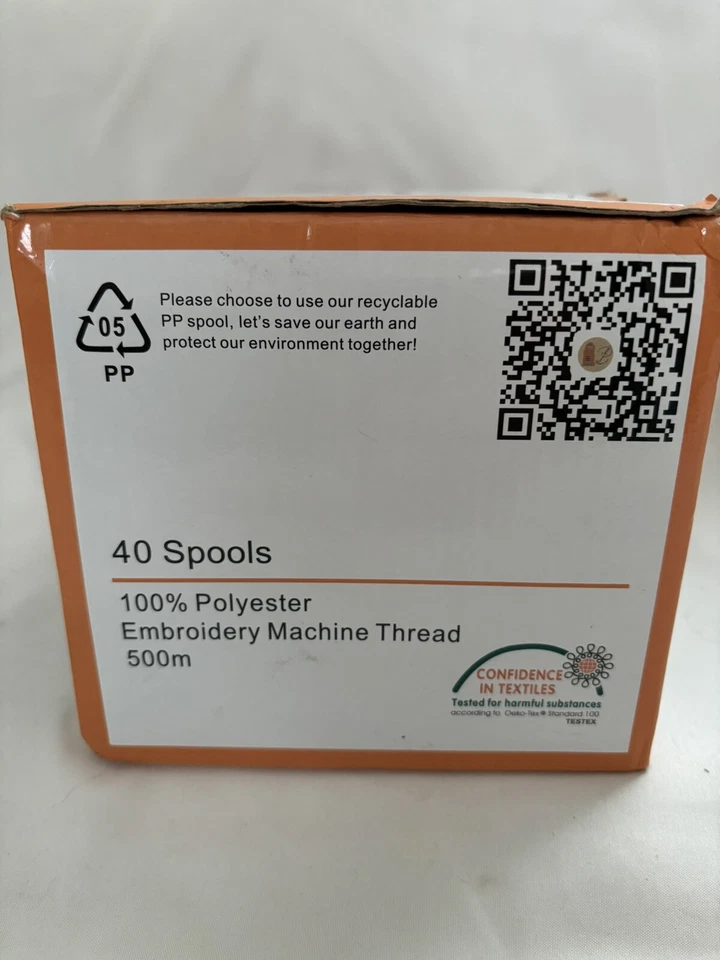 05
PP
Please choose to use our recyclable
PP spool, let's save our earth and
protect our environment together!
40 Spools
100% Polyester
Embroidery Machine Thread
500m
CONFIDENCE
IN TEXTILES
Tested for harmful substances
according to Oeko-Tex® Standard 100
TESTEX